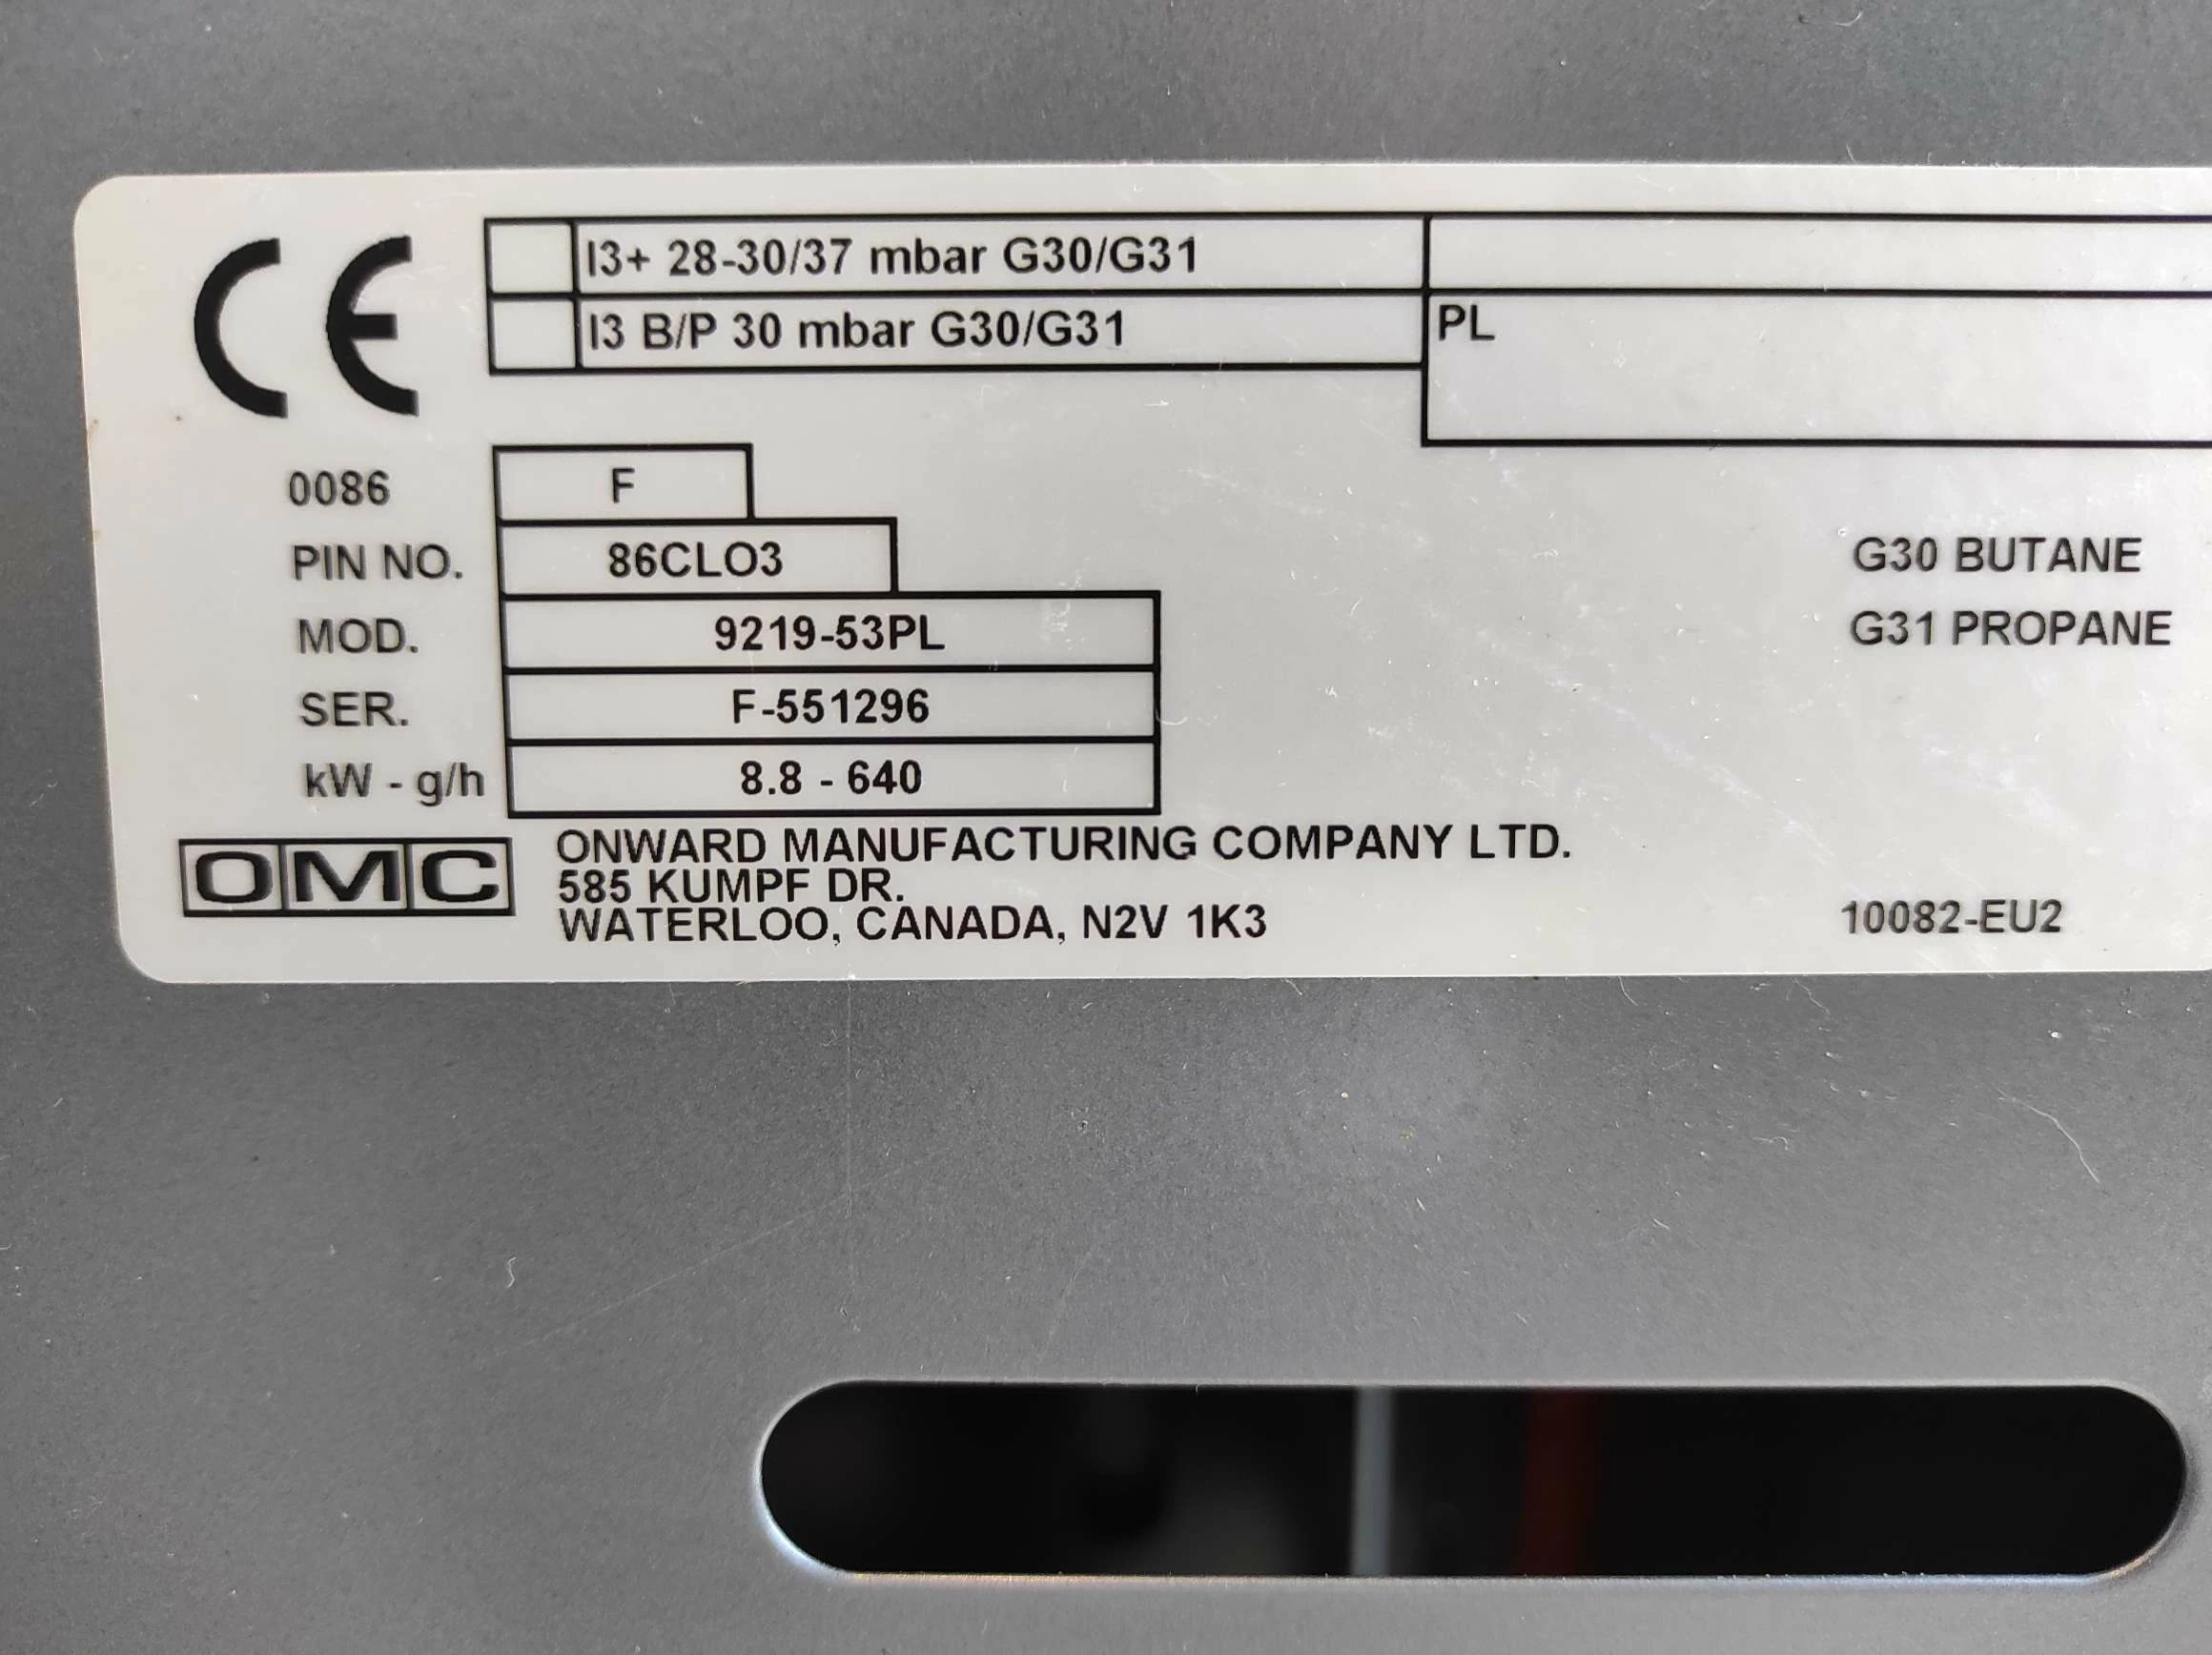 CE
I3+ 28-30/37 mbar G30/G31
I3 B/P 30 mbar G30/G31 PL
0086 F
PIN NO. 86CLO3
MOD. 9219-53PL
SER. F-551296
kW - g/h 8.8 - 640
G30 BUTANE
G31 PROPANE
OMC
ONWARD MANUFACTURING COMPANY LTD.
585 KUMPF DR.
WATERLOO, CANADA, N2V 1K3
10082-EU2